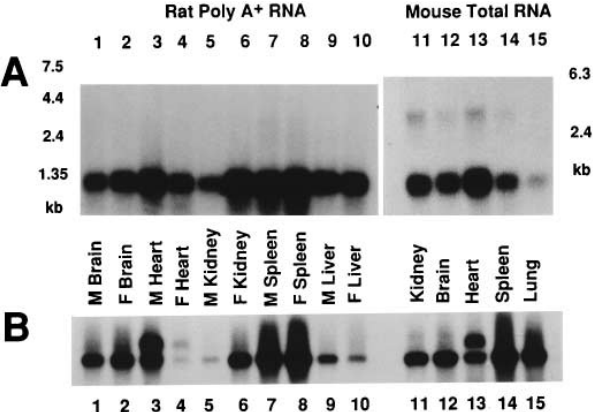 Rat Poly A+ RNA Mouse Total RNA
1 2 3 4 5 6 7 8 9 10 11 12 13 14 15
A
7.5
4.4
2.4
1.35
kb
6.3
2.4
kb
M Brain
F Brain
M Heart
F Heart
M Kidney
F Kidney
M Spleen
F Spleen
M Liver
F Liver
Kidney
Brain
Heart
Spleen
Lung
B
1 2 3 4 5 6 7 8 9 10 11 12 13 14 15